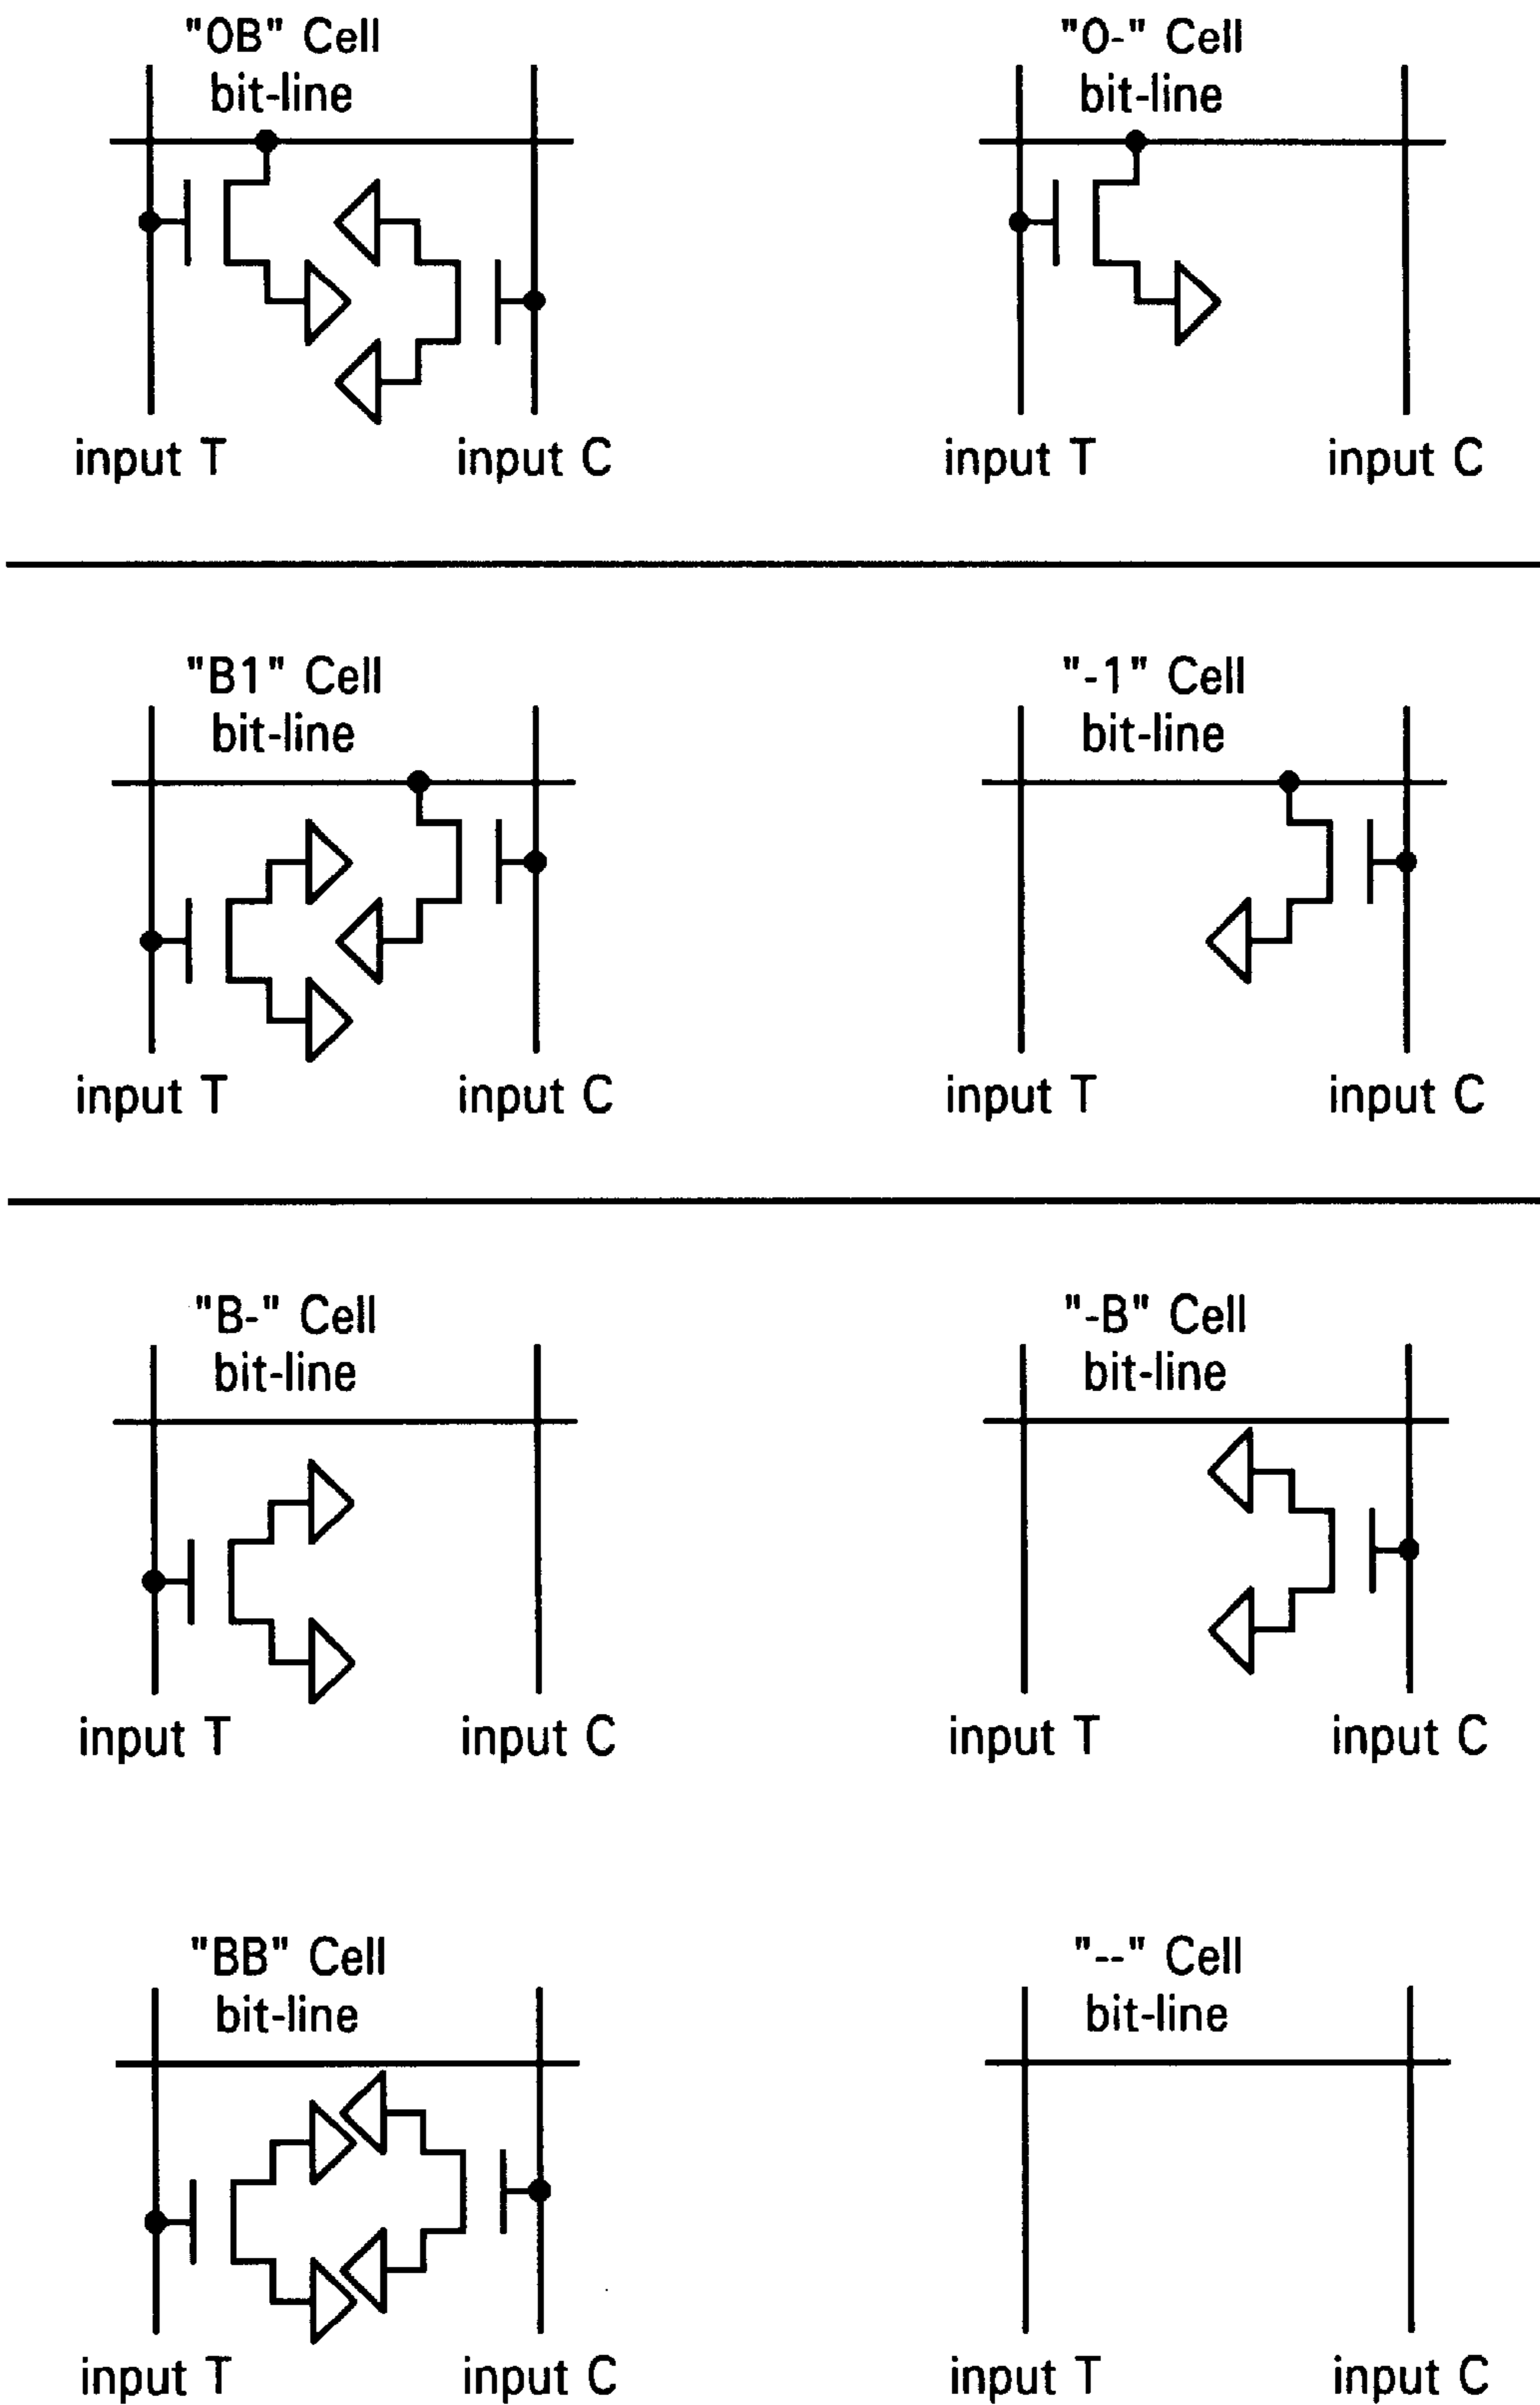 "0B" Cell
bit-line
input T
input C
"0-" Cell
bit-line
input T
input C
"B1" Cell
bit-line
input T
input C
"-1" Cell
bit-line
input T
input C
"B-" Cell
bit-line
input T
input C
"-B" Cell
bit-line
input T
input C
"BB" Cell
bit-line
input T
input C
"--" Cell
bit-line
input T
input C